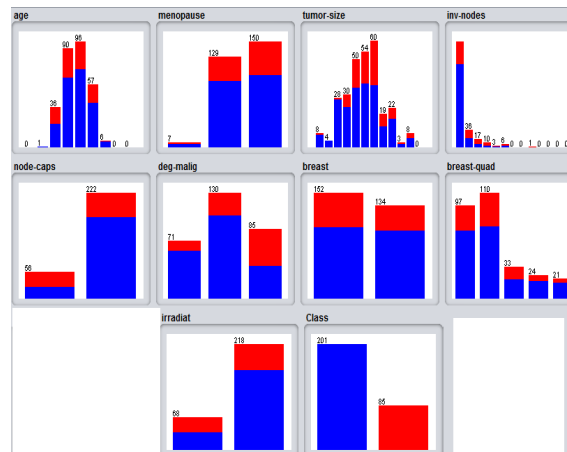 age
menopause
tumor-size
inv-nodes
0 1 36 90 96 57 6 0 0
7 129 150
8 4 28 30 50 54 60 19 22 3 8 0
36 17 10 3 6 0 0 1 0 0 0
node-caps
deg-malig
breast
breast-quad
56 222
71 130 85
152 134
97 110 33 24 21
irradiat
Class
68 218
201 85